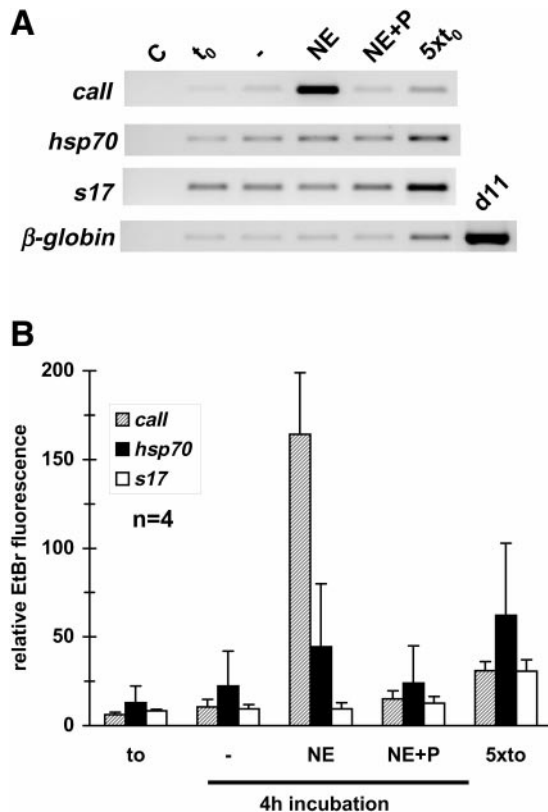 A
C t₀ - NE NE+P 5xt₀
call
hsp70
s17
d11
β-globin
B
relative EtBr fluorescence
200
150
100
50
0
call
hsp70
s17
n=4
to - NE NE+P 5xto
4h incubation